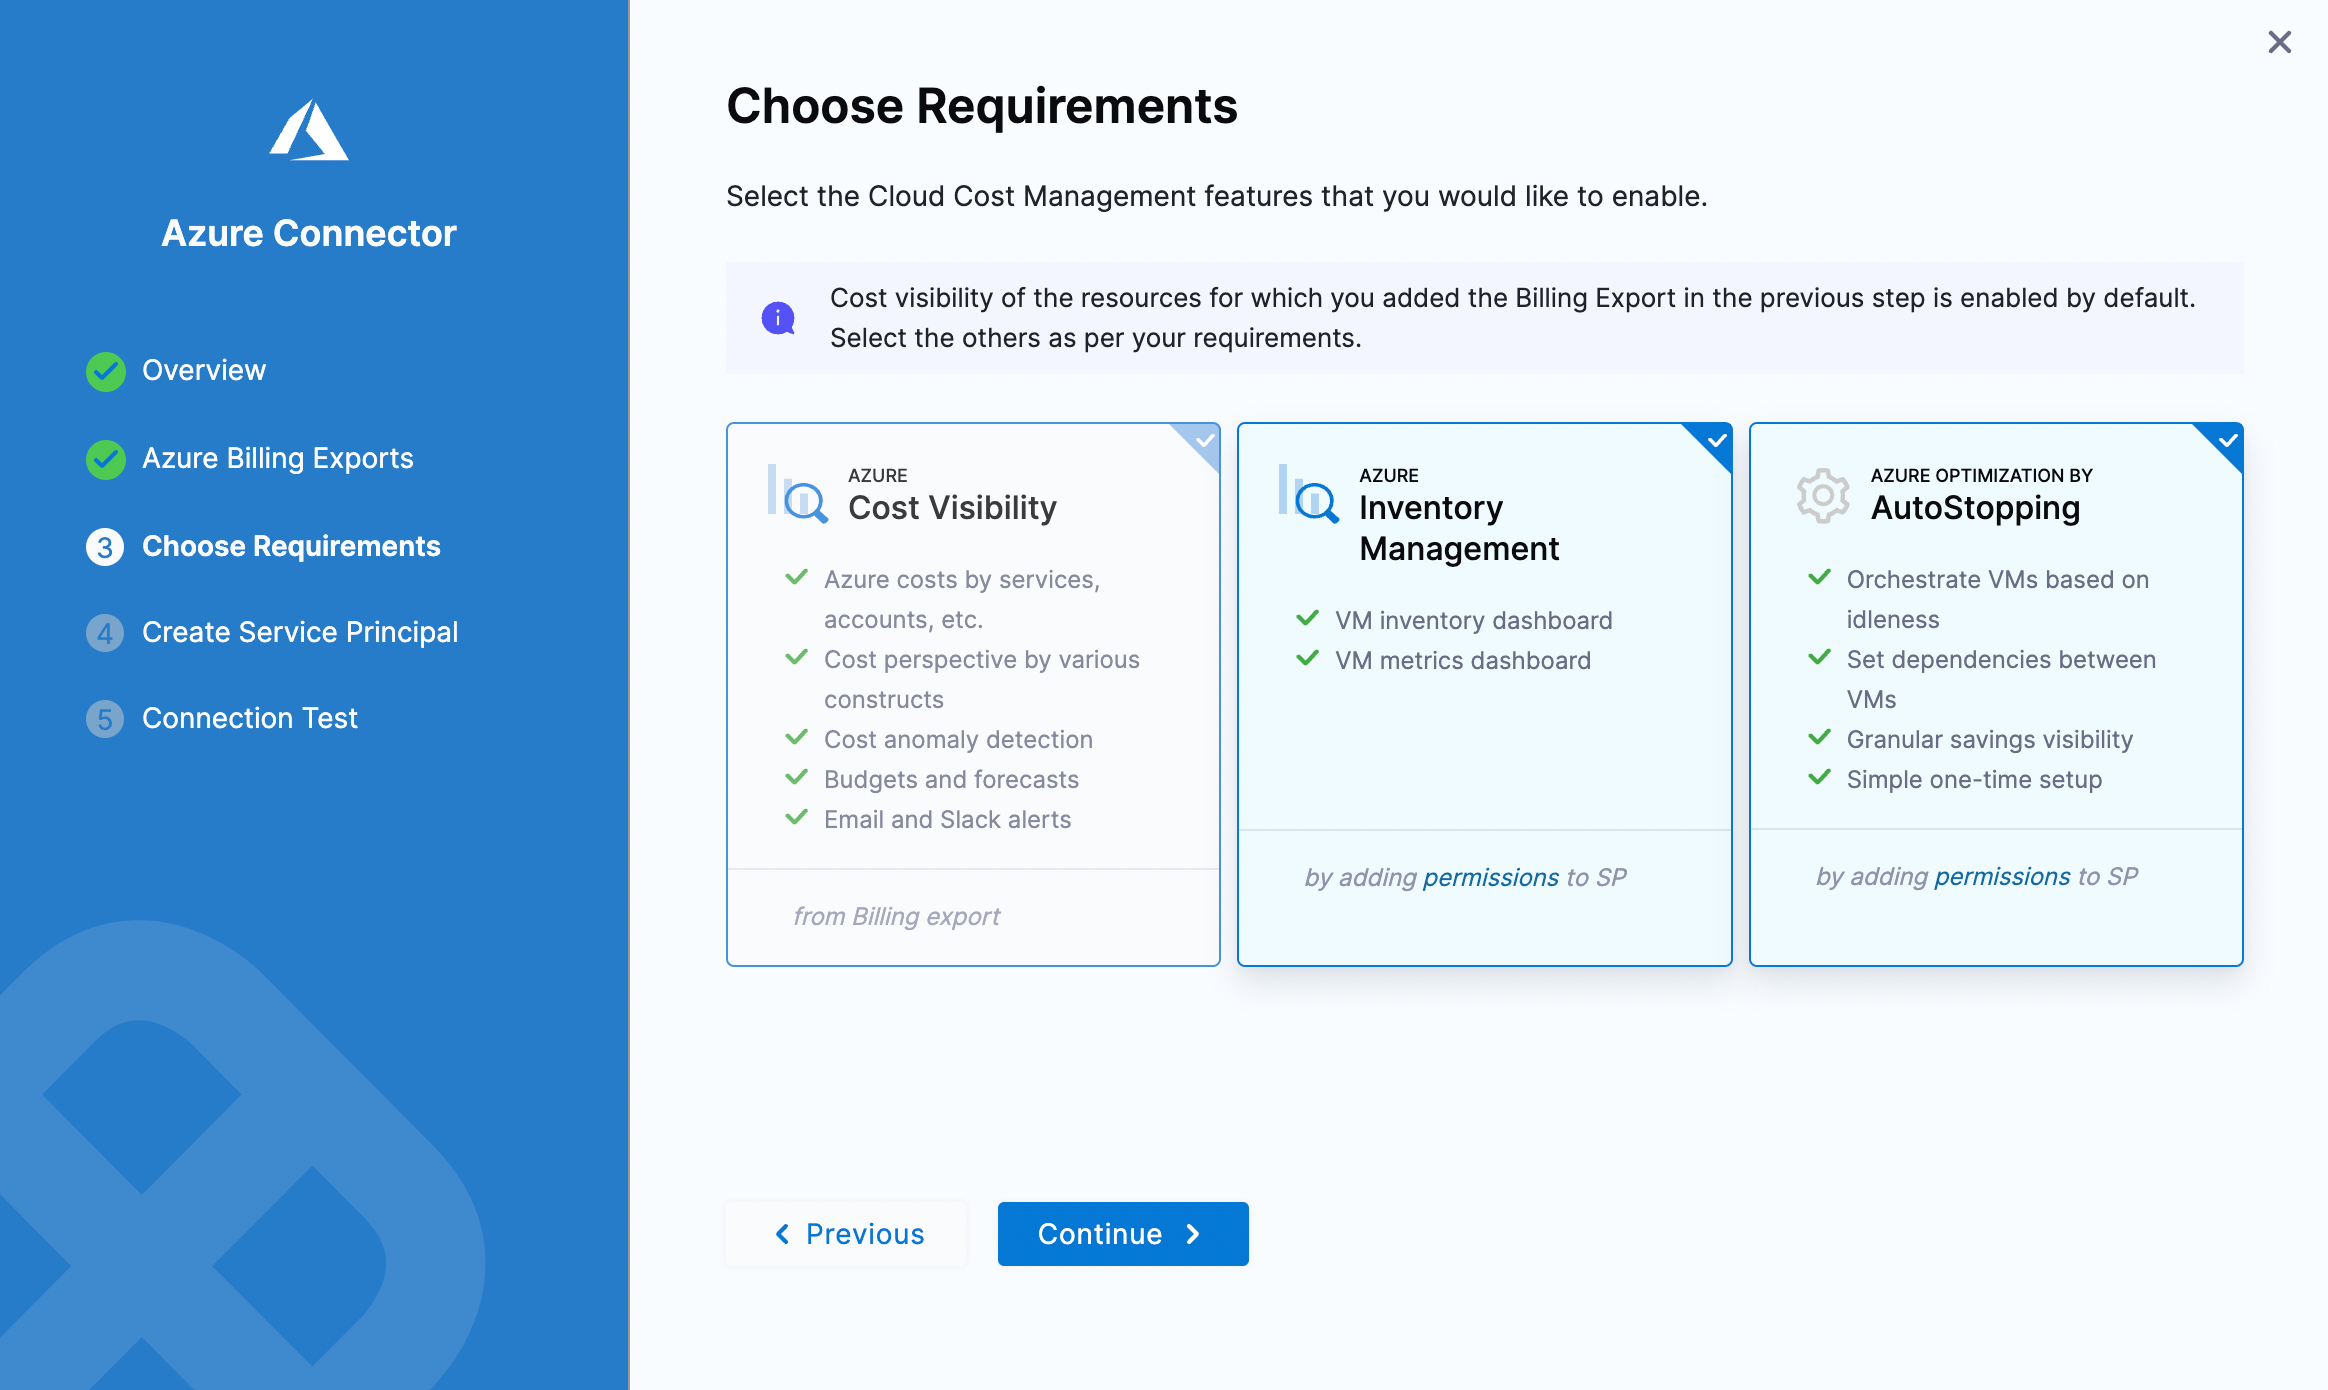 Azure Connector
Overview
Azure Billing Exports
3 Choose Requirements
4 Create Service Principal
5 Connection Test
Choose Requirements
Select the Cloud Cost Management features that you would like to enable.
Cost visibility of the resources for which you added the Billing Export in the previous step is enabled by default.
Select the others as per your requirements.
AZURE
Cost Visibility
Azure costs by services,
accounts, etc.
Cost perspective by various
constructs
Cost anomaly detection
Budgets and forecasts
Email and Slack alerts
from Billing export
AZURE
Inventory
Management
VM inventory dashboard
VM metrics dashboard
by adding permissions to SP
AZURE OPTIMIZATION BY
AutoStopping
Orchestrate VMs based on
idleness
Set dependencies between
VMs
Granular savings visibility
Simple one-time setup
by adding permissions to SP
Previous
Continue